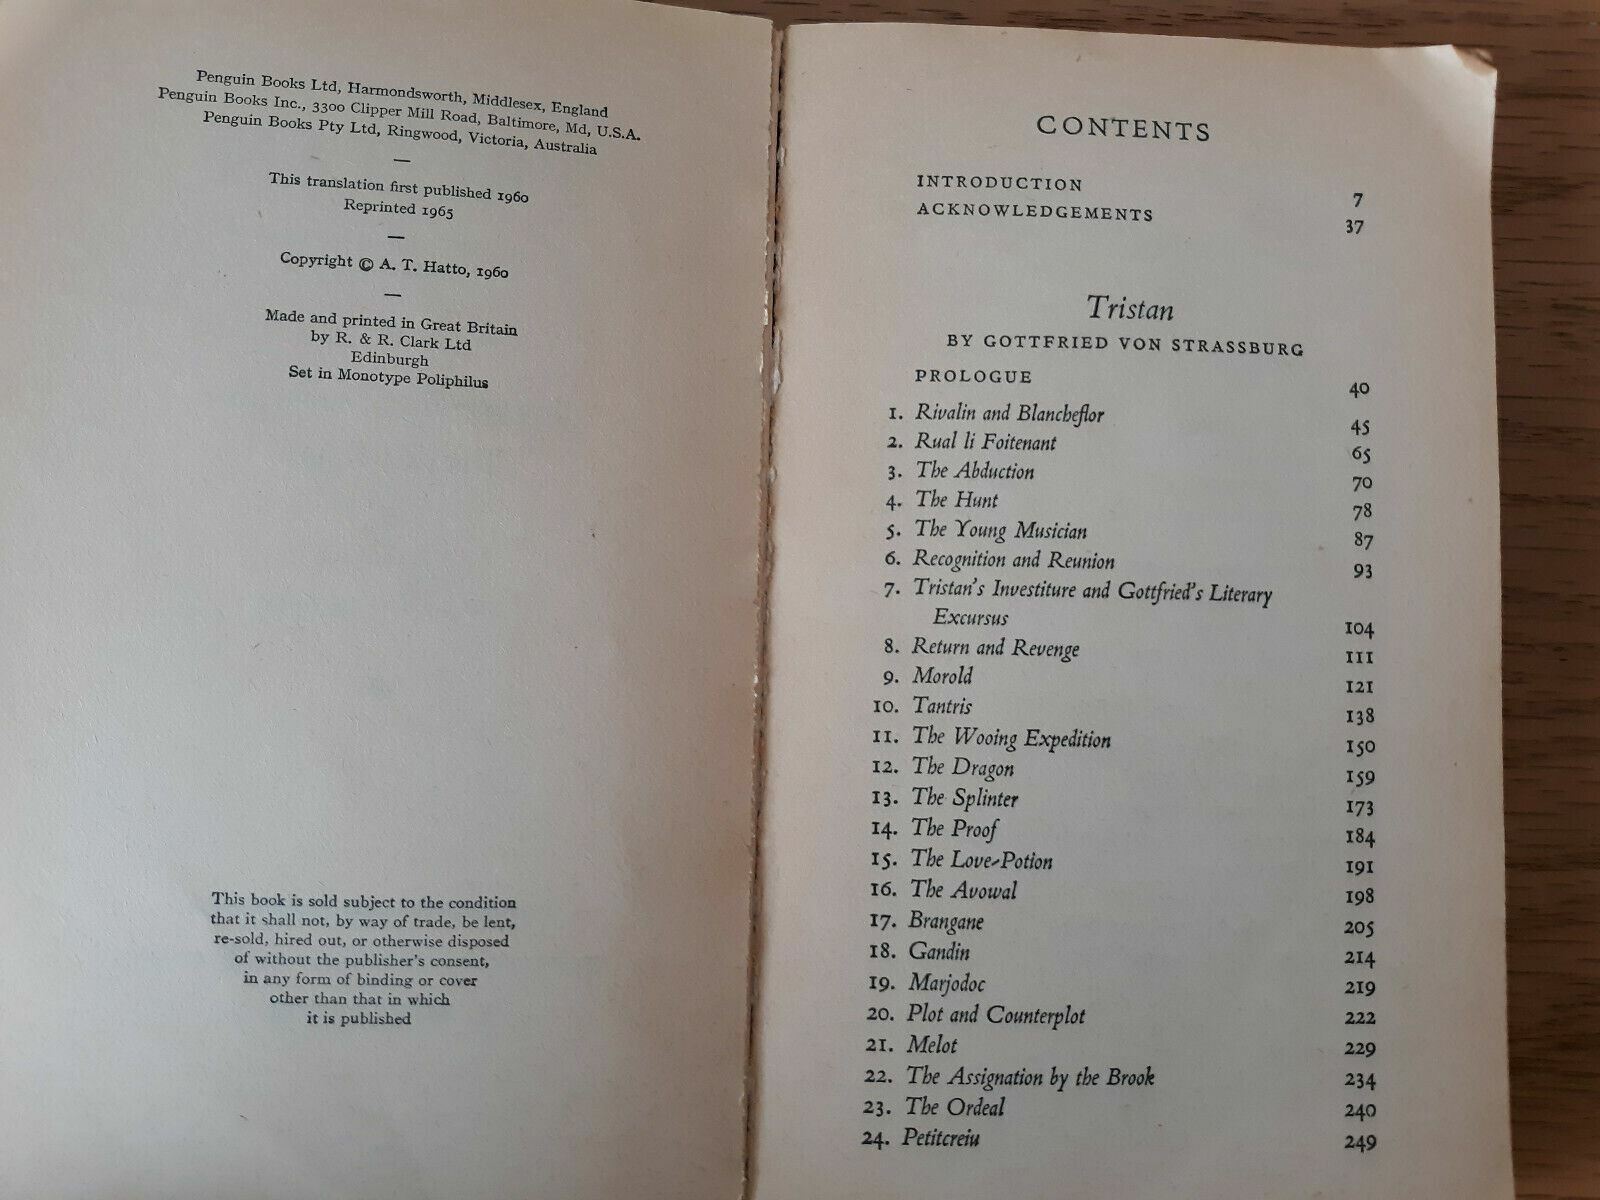 Penguin Books Ltd, Harmondsworth, Middlesex, England
Penguin Books Inc., 3300 Clipper Mill Road, Baltimore, Md, U.S.A.
Penguin Books Pty Ltd, Ringwood, Victoria, Australia
—
This translation first published 1960
Reprinted 1965
—
Copyright © A. T. Hatto, 1960
—
Made and printed in Great Britain
by R. & R. Clark Ltd
Edinburgh
Set in Monotype Poliphilus
This book is sold subject to the condition
that it shall not, by way of trade, be lent,
re-sold, hired out, or otherwise disposed
of without the publisher's consent,
in any form of binding or cover
other than that in which
it is published
CONTENTS
INTRODUCTION 7
ACKNOWLEDGEMENTS 37
Tristan
BY GOTTFRIED VON STRASSBURG
PROLOGUE 40
1. Rivalin and Blancheflor 45
2. Rual li Foitenant 65
3. The Abduction 70
4. The Hunt 78
5. The Young Musician 87
6. Recognition and Reunion 93
7. Tristan's Investiture and Gottfried's Literary
Excursus 104
8. Return and Revenge 111
9. Morold 121
10. Tantris 138
11. The Wooing Expedition 150
12. The Dragon 159
13. The Splinter 173
14. The Proof 184
15. The Love-Potion 191
16. The Avowal 198
17. Brangane 205
18. Gandin 214
19. Marjodoc 219
20. Plot and Counterplot 222
21. Melot 229
22. The Assignation by the Brook 234
23. The Ordeal 240
24. Petitcreiu 249